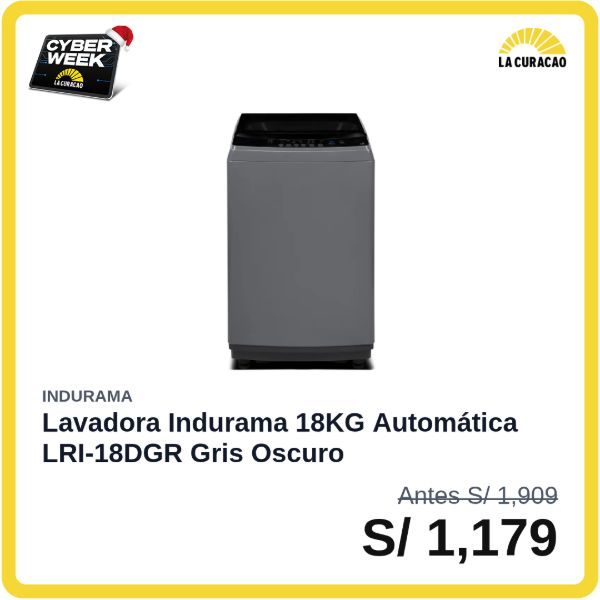 CYBER
WEEK
LA CURACAO
LA CURACAO
INDURAMA
Lavadora Indurama 18KG Automática
LRI-18DGR Gris Oscuro
Antes S/ 1,909
S/ 1,179